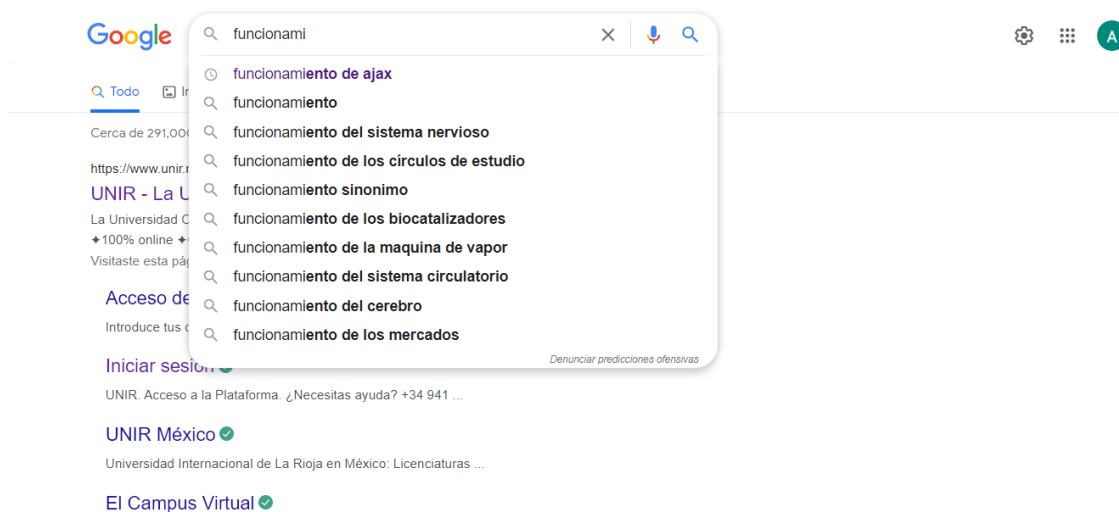 Google
funcionami
A
funcionamiento de ajax
Todo
funcionamiento
funcionamiento del sistema nervioso
Cerca de 291,00
funcionamiento de los círculos de estudio
https://www.unir.
funcionamiento sinonimo
UNIR - La U
funcionamiento de los biocatalizadores
La Universidad
✦100% online ✦
funcionamiento de la maquina de vapor
Visitaste esta pág
funcionamiento del sistema circulatorio
Acceso de
funcionamiento del cerebro
Introduce tus
funcionamiento de los mercados
Denunciar predicciones ofensivas
Iniciar sesión
UNIR. Acceso a la Plataforma. ¿Necesitas ayuda? +34 941 ...
UNIR México
Universidad Internacional de La Rioja en México: Licenciaturas ...
El Campus Virtual